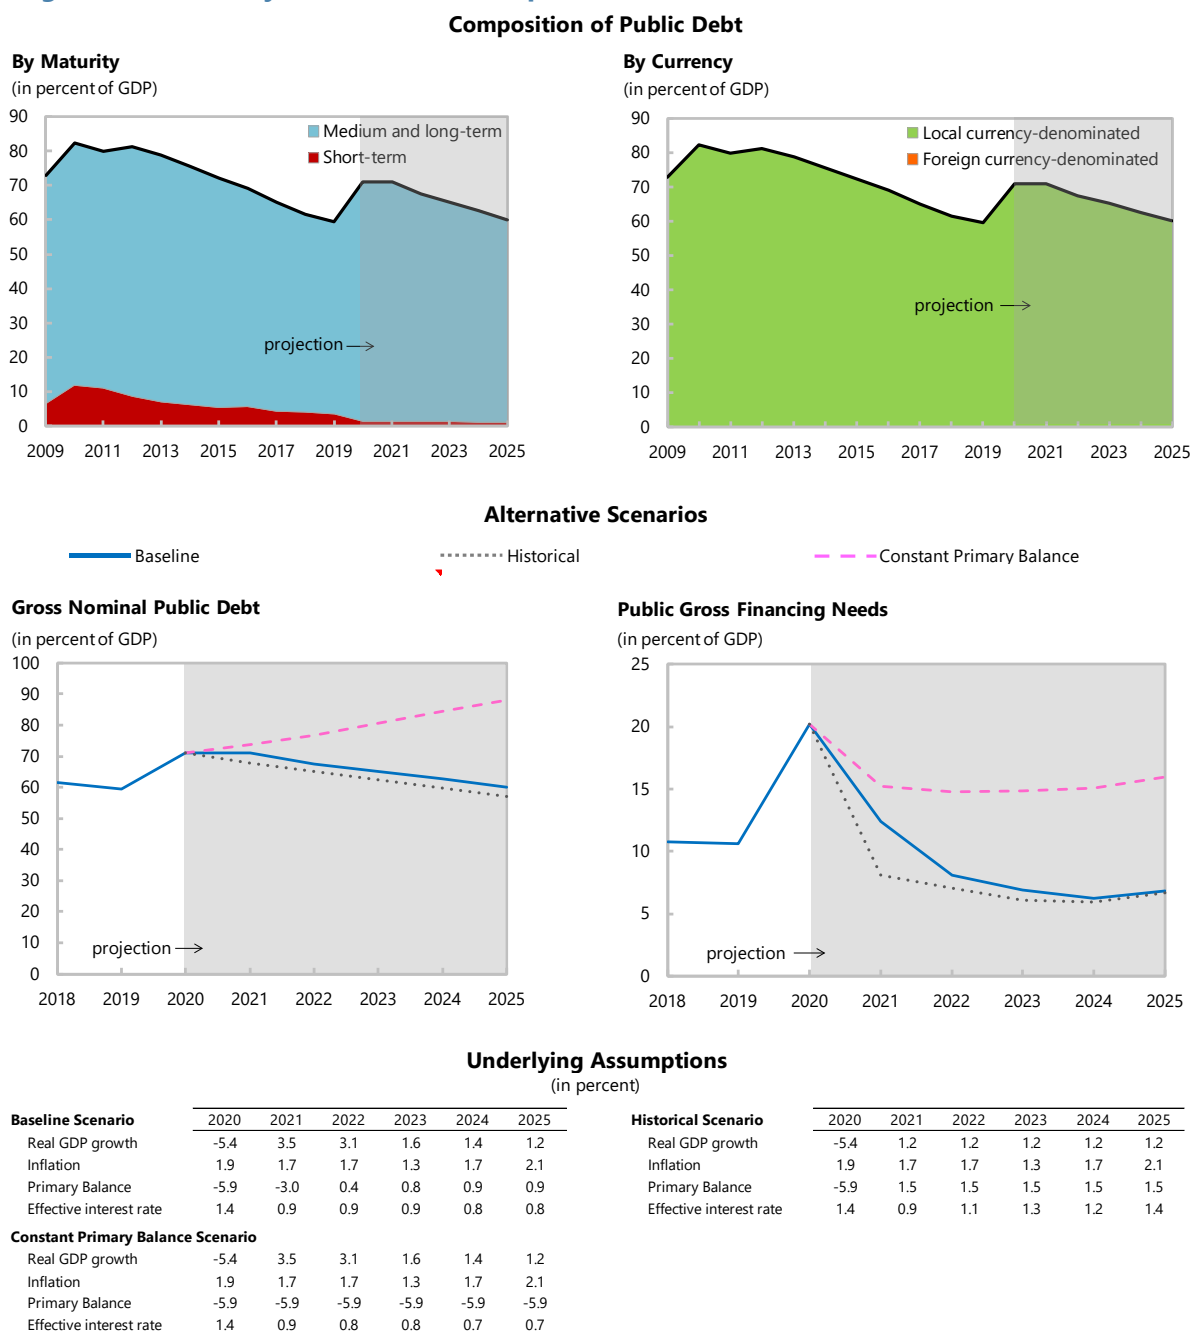 Composition of Public Debt
By Maturity
(in percent of GDP)
90
80
70
60
50
40
30
20
10
0
Medium and long-term
Short-term
projection
2009 2011 2013 2015 2017 2019 2021 2023 2025
By Currency
(in percent of GDP)
90
80
70
60
50
40
30
20
10
0
Local currency-denominated
Foreign currency-denominated
projection
2009 2011 2013 2015 2017 2019 2021 2023 2025
Alternative Scenarios
Baseline Historical Constant Primary Balance
Gross Nominal Public Debt
(in percent of GDP)
100
90
80
70
60
50
40
30
20
10
0
projection
2018 2019 2020 2021 2022 2023 2024 2025
Public Gross Financing Needs
(in percent of GDP)
25
20
15
10
5
0
projection
2018 2019 2020 2021 2022 2023 2024 2025
Underlying Assumptions
(in percent)
Baseline Scenario 2020 2021 2022 2023 2024 2025
Real GDP growth -5.4 3.5 3.1 1.6 1.4 1.2
Inflation 1.9 1.7 1.7 1.3 1.7 2.1
Primary Balance -5.9 -3.0 0.4 0.8 0.9 0.9
Effective interest rate 1.4 0.9 0.9 0.9 0.8 0.8
Constant Primary Balance Scenario
Real GDP growth -5.4 3.5 3.1 1.6 1.4 1.2
Inflation 1.9 1.7 1.7 1.3 1.7 2.1
Primary Balance -5.9 -5.9 -5.9 -5.9 -5.9 -5.9
Effective interest rate 1.4 0.9 0.8 0.8 0.7 0.7
Historical Scenario 2020 2021 2022 2023 2024 2025
Real GDP growth -5.4 1.2 1.2 1.2 1.2 1.2
Inflation 1.9 1.7 1.7 1.3 1.7 2.1
Primary Balance -5.9 1.5 1.5 1.5 1.5 1.5
Effective interest rate 1.4 0.9 1.1 1.3 1.2 1.4